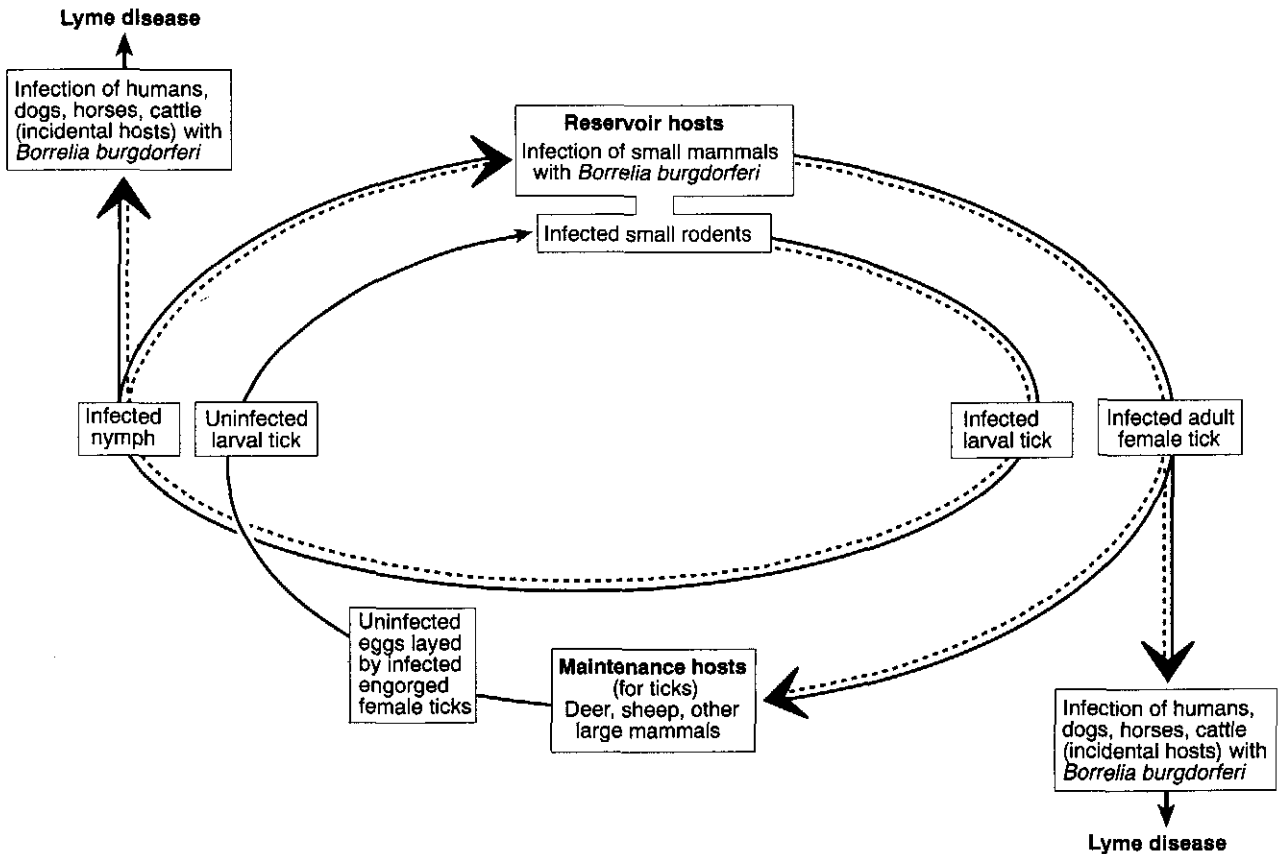 Lyme disease
Infection of humans,
dogs, horses, cattle
(incidental hosts) with
Borrelia burgdorferi
Reservoir hosts
Infection of small mammals
with Borrelia burgdorferi
Infected small rodents
Infected
nymph
Uninfected
larval tick
Infected
larval tick
Infected adult
female tick
Uninfected
eggs layed
by infected
engorged
female ticks
Maintenance hosts
(for ticks)
Deer, sheep, other
large mammals
Infection of humans,
dogs, horses, cattle
(incidental hosts) with
Borrelia burgdorferi
Lyme disease